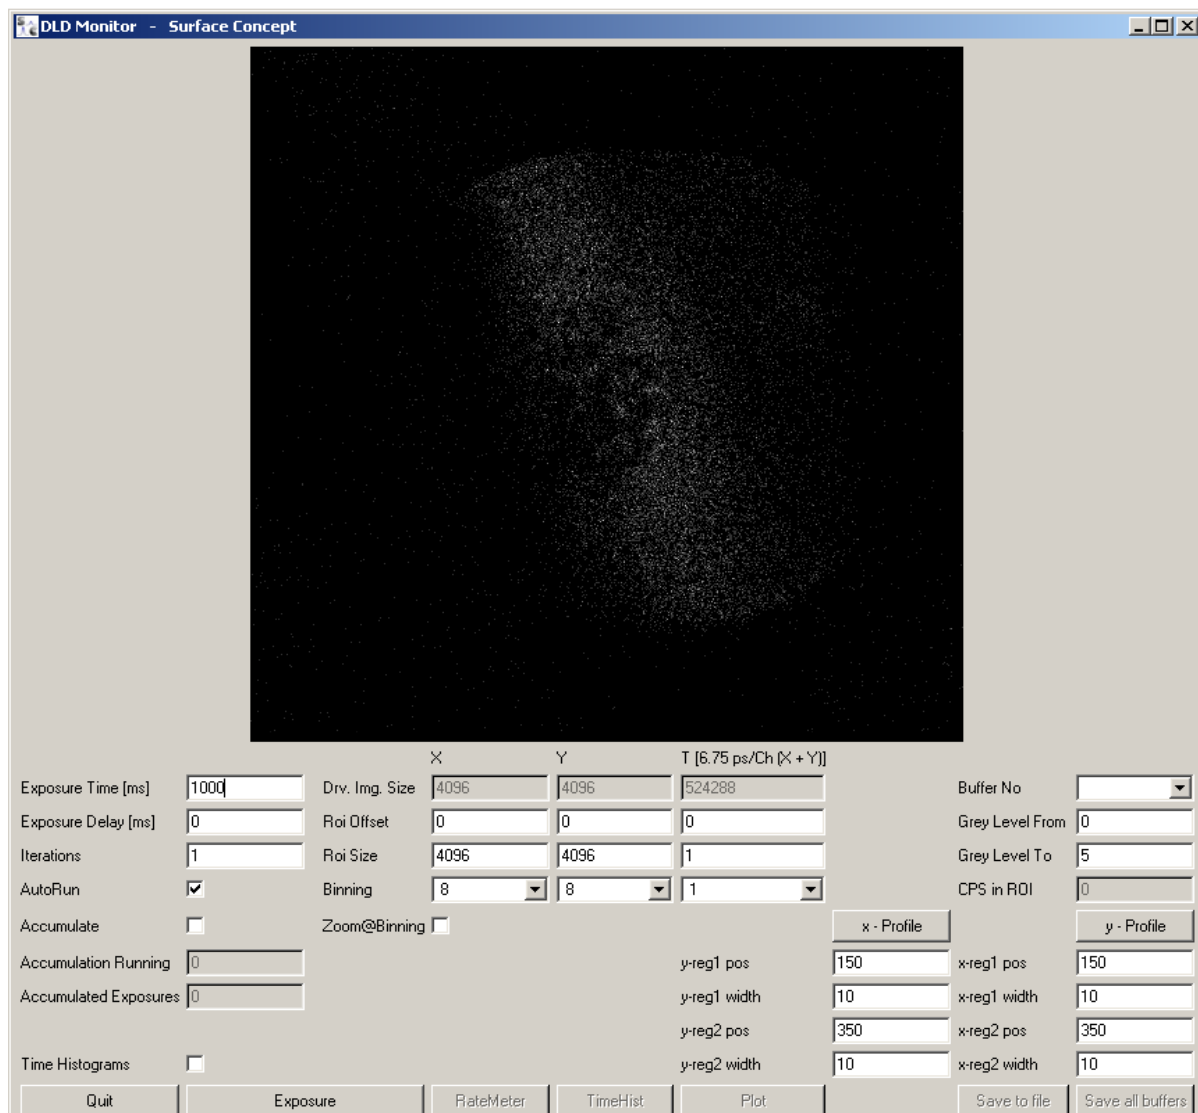 DLD Monitor - Surface Concept
X Y T [6.75 ps/Ch (X + Y)]
Exposure Time [ms] 1000 Drv. Img. Size 4096 4096 524288 Buffer No
Exposure Delay [ms] 0 Roi Offset 0 0 0 Grey Level From 0
Iterations 1 Roi Size 4096 4096 1 Grey Level To 5
AutoRun Binning 8 8 1 CPS in ROI 0
Accumulate Zoom@Binning x - Profile y - Profile
Accumulation Running 0 y-reg1 pos 150 x-reg1 pos 150
Accumulated Exposures 0 y-reg1 width 10 x-reg1 width 10
y-reg2 pos 350 x-reg2 pos 350
Time Histograms y-reg2 width 10 x-reg2 width 10
Quit Exposure RateMeter TimeHist Plot Save to file Save all buffers